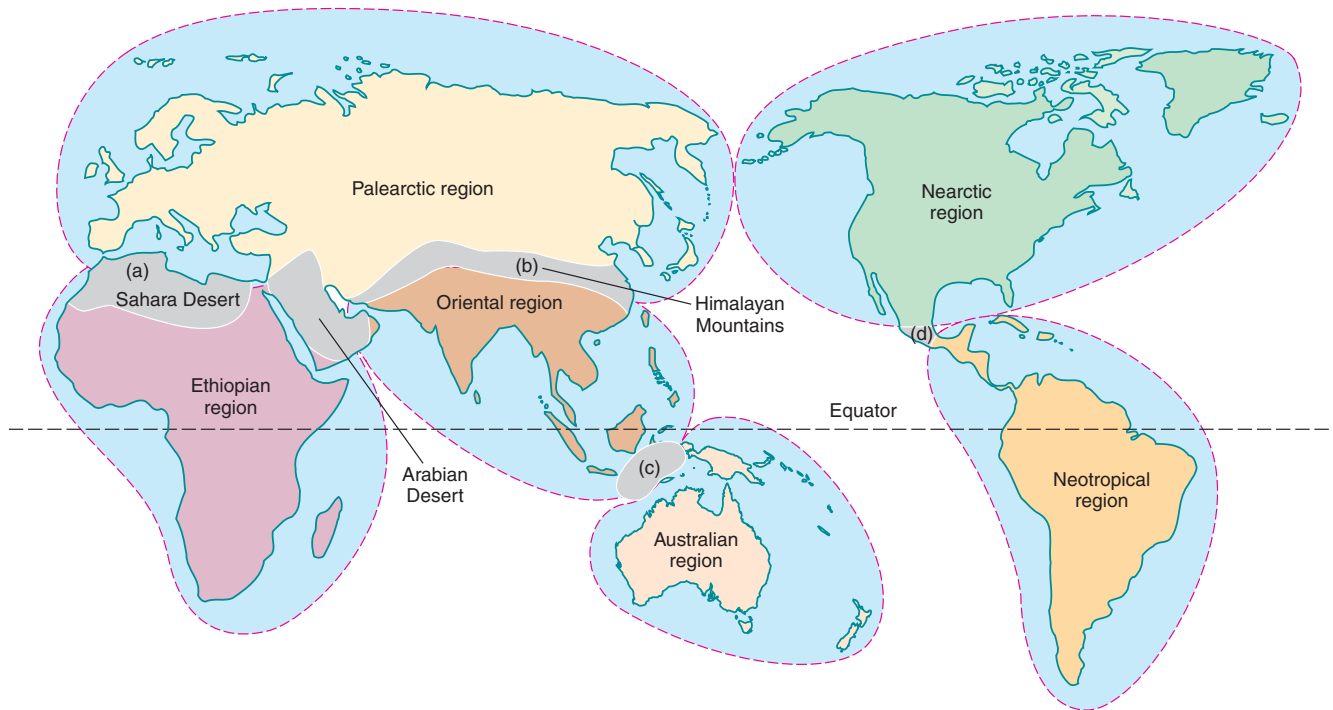 Palearctic region
Nearctic
region
(a)
Sahara Desert
(b)
Oriental region
Himalayan
Mountains
(d)
Ethiopian
region
Equator
Arabian
Desert
(c)
Neotropical
region
Australian
region